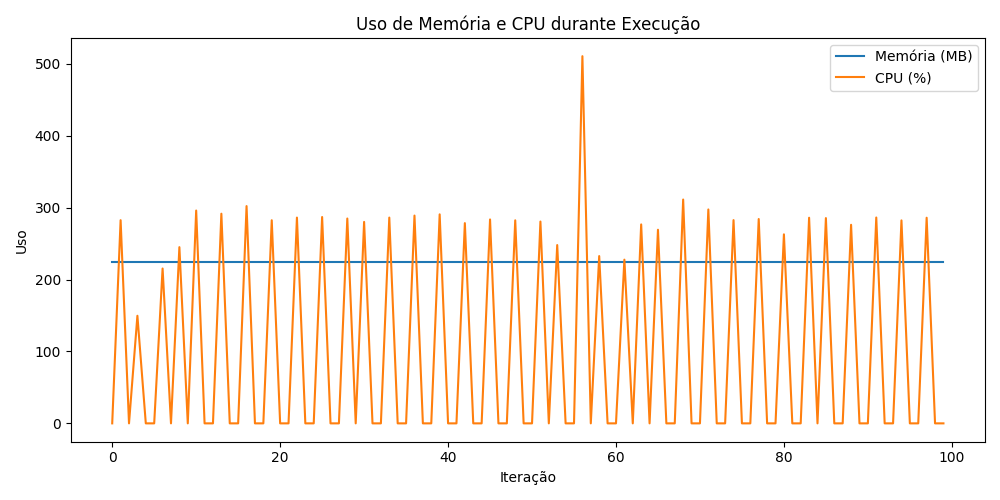 Uso de Memória e CPU durante Execução
Memória (MB)
CPU (%)
500
400
300
200
100
0
Uso
0 20 40 60 80 100
Iteração